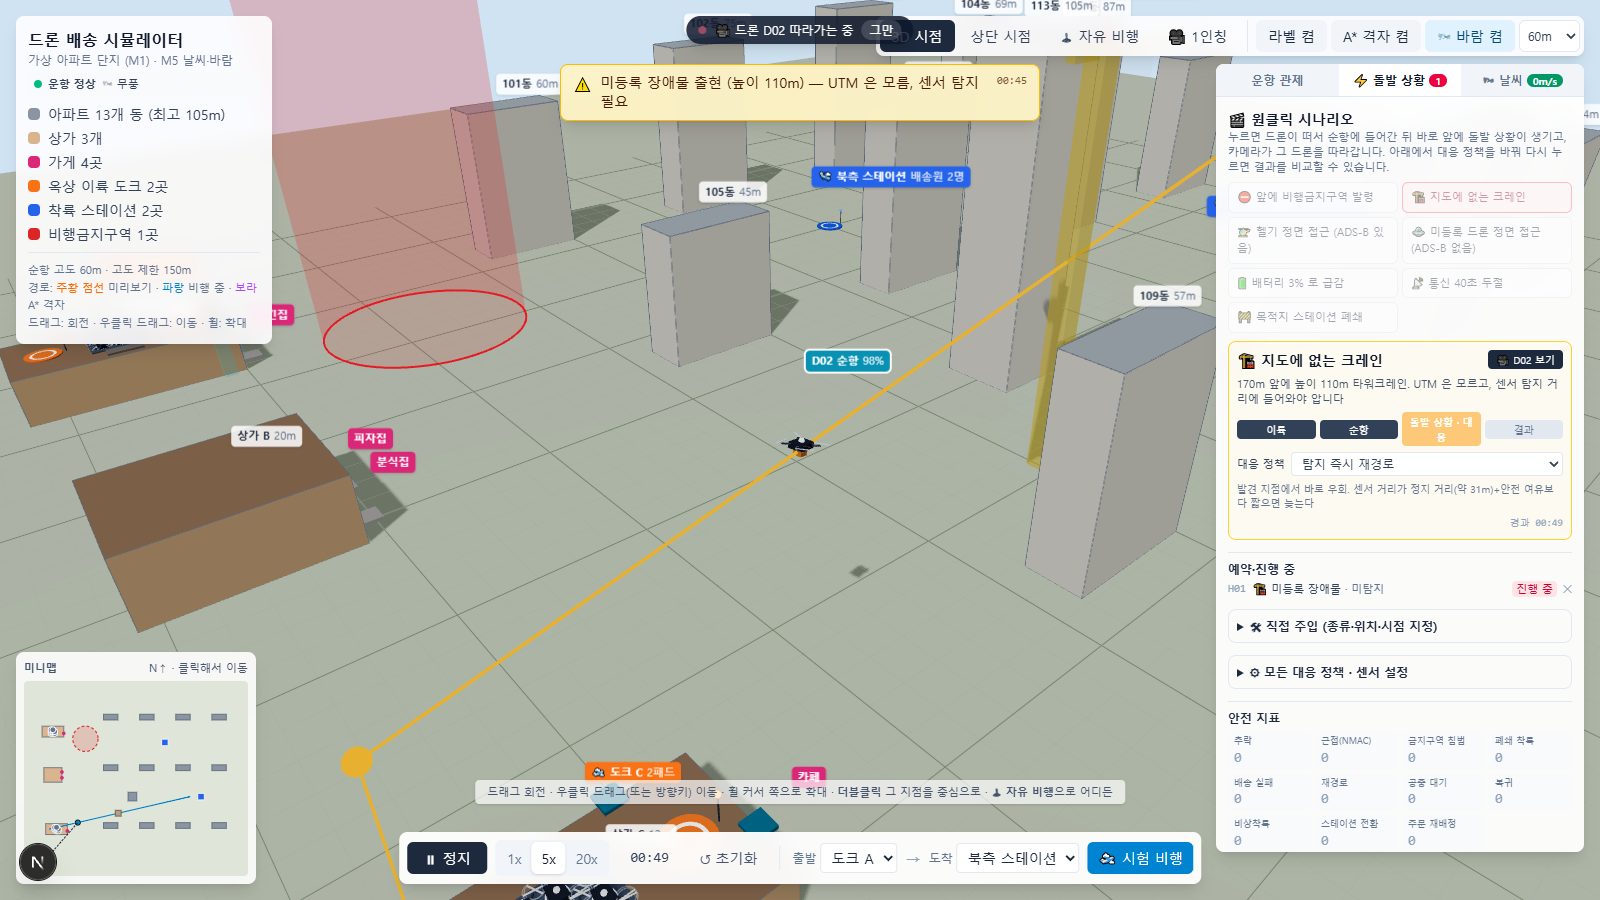 드론 배송 시뮬레이터
가상 아파트 단지 (M1) · M5 날씨·바람
운항 정상 무풍
아파트 13개 동 (최고 105m)
상가 3개
가게 4곳
옥상 이륙 도크 2곳
착륙 스테이션 2곳
비행금지구역 1곳
순항 고도 60m · 고도 제한 150m
경로: 주황 점선 미리보기 · 파랑 비행 중 · 보라
A* 격자
드래그: 회전 · 우클릭 드래그: 이동 · 휠: 확대
드론 D02 따라가는 중 그만
시점
상단 시점
자유 비행
1인칭
라벨 켬
A* 격자 켬
바람 켬
60m
104동 69m
113동 105m
87m
101동 60m
미등록 장애물 출현 (높이 110m) — UTM 은 모름, 센서 탐지
필요
00:45
105동 45m
북측 스테이션 배송원 2명
109동 57m
4m
D02 순항 98%
상가 B 20m
피자집
분식집
도크 C 2패드
카페
드래그 회전 · 우클릭 드래그(또는 방향키) 이동 · 휠 커서 쪽으로 확대 · 더블클릭 그 지점을 중심으로 · 자유 비행으로 어디든
운항 관제
돌발 상황 1
날씨 0m/s
원클릭 시나리오
누르면 드론이 떠서 순항에 들어간 뒤 바로 앞에 돌발 상황이 생기고,
카메라가 그 드론을 따라갑니다. 아래에서 대응 정책을 바꿔 다시 누
르면 결과를 비교할 수 있습니다.
앞에 비행금지구역 발령
지도에 없는 크레인
헬기 정면 접근 (ADS-B 있
음)
미등록 드론 정면 접근
(ADS-B 없음)
배터리 3% 로 급감
통신 40초 두절
목적지 스테이션 폐쇄
지도에 없는 크레인
D02 보기
170m 앞에 높이 110m 타워크레인. UTM 은 모르고, 센서 탐지 거
리에 들어와야 압니다
이륙
순항
돌발 상황 · 대
응
결과
대응 정책 탐지 즉시 재경로
발견 지점에서 바로 우회. 센서 거리가 정지 거리(약 31m)+안전 여유보
다 짧으면 늦는다
경과 00:49
예약·진행 중
H01 미등록 장애물 · 미탐지 진행 중 ×
▶ 직접 주입 (종류·위치·시점 지정)
▶ 모든 대응 정책 · 센서 설정
안전 지표
추락
근접(NMAC)
금지구역 침범
폐쇄 착륙
0
0
0
0
배송 실패
재경로
공중 대기
복귀
0
0
0
0
비상착륙
스테이션 전환
주문 재배정
0
0
0
미니맵
N↑ · 클릭해서 이동
N
정지
1x
5x
20x
00:49
↺ 초기화
출발 도크 A
→
도착 북측 스테이션
시험 비행